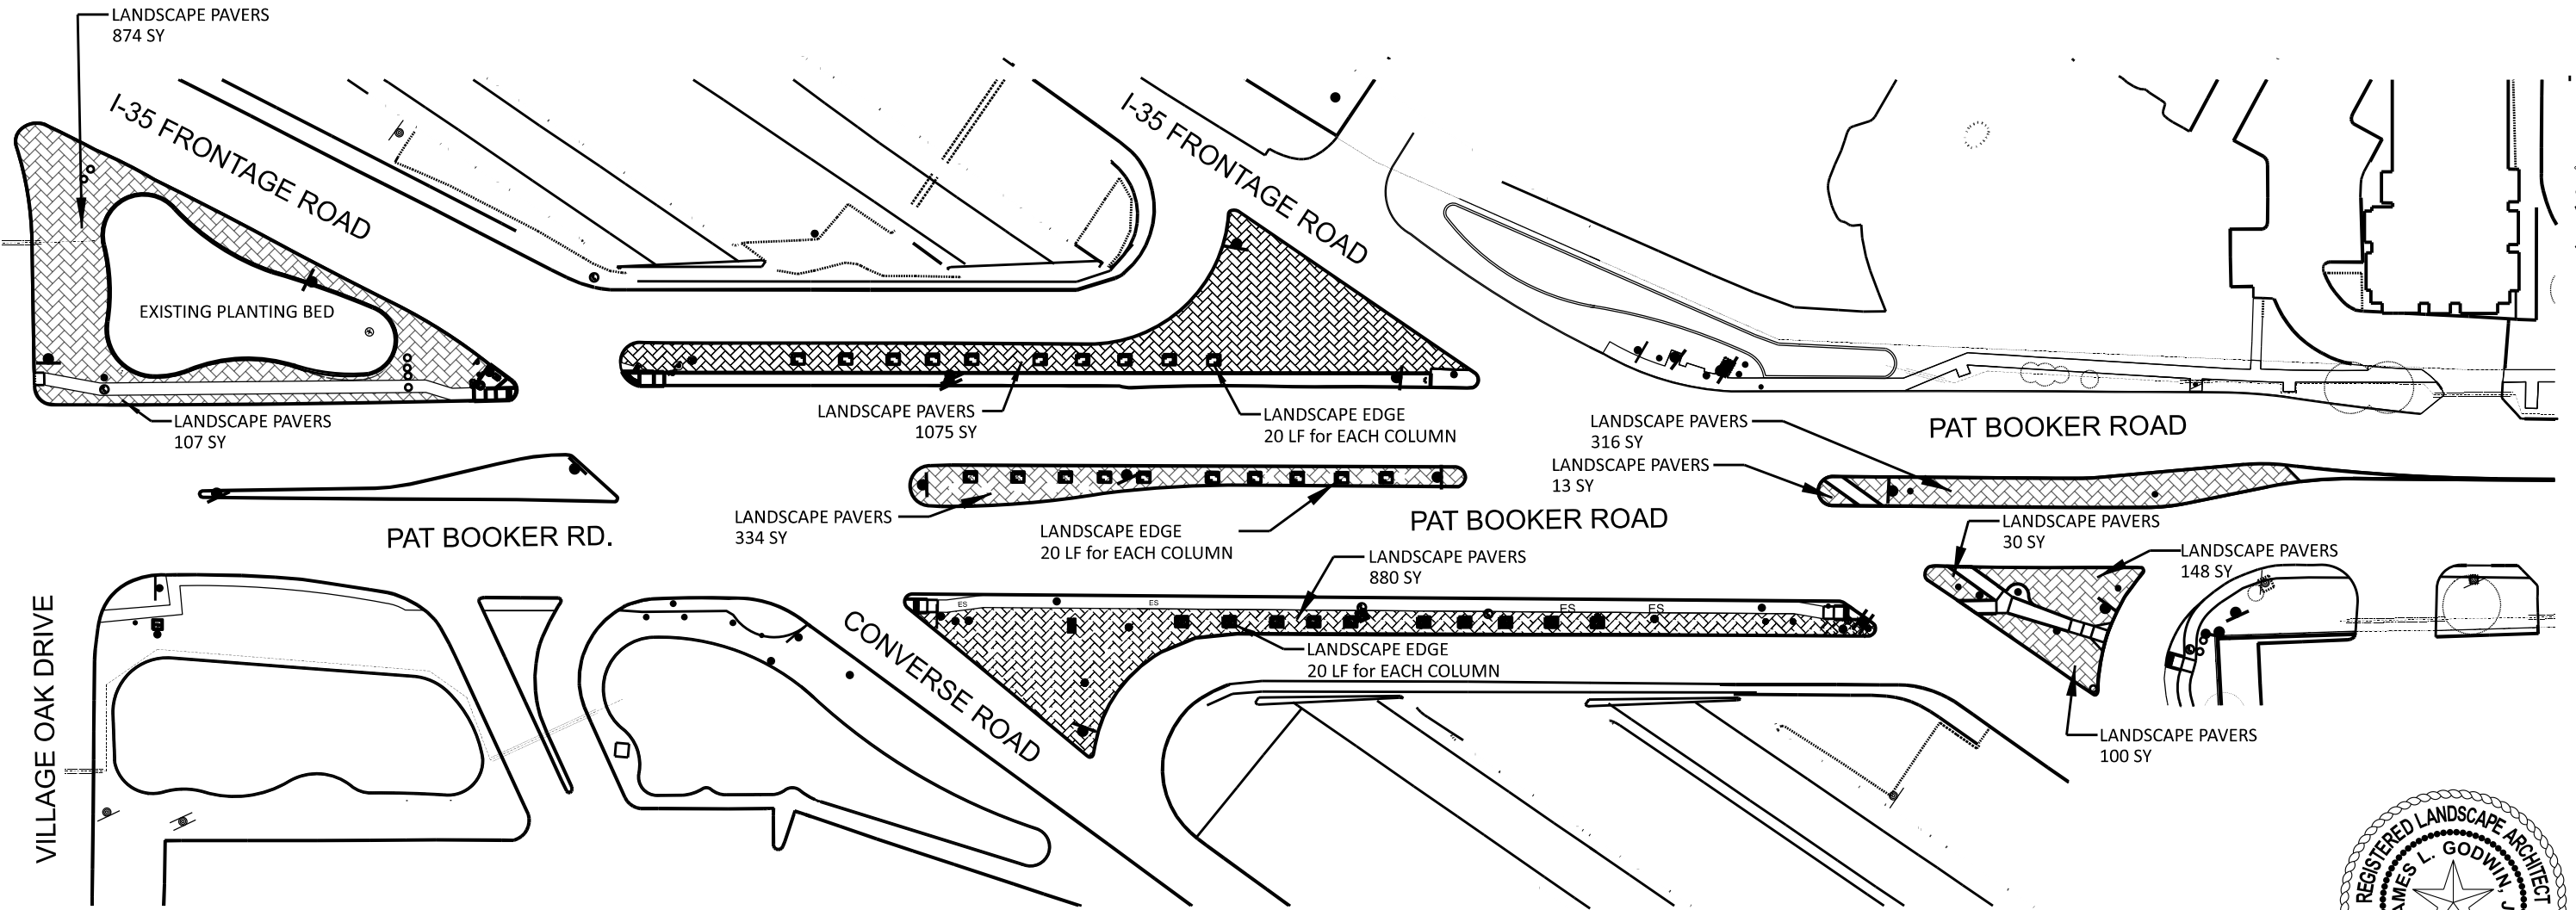 LANDSCAPE PAVERS
874 SY
I-35 FRONTAGE ROAD
I-35 FRONTAGE ROAD
EXISTING PLANTING BED
LANDSCAPE PAVERS
107 SY
LANDSCAPE PAVERS
1075 SY
LANDSCAPE EDGE
20 LF for EACH COLUMN
LANDSCAPE PAVERS
316 SY
PAT BOOKER ROAD
LANDSCAPE PAVERS
13 SY
PAT BOOKER RD.
LANDSCAPE PAVERS
334 SY
LANDSCAPE EDGE
20 LF for EACH COLUMN
PAT BOOKER ROAD
LANDSCAPE PAVERS
30 SY
LANDSCAPE PAVERS
148 SY
LANDSCAPE PAVERS
880 SY
ES
ES
ES
ES
VILLAGE OAK DRIVE
CONVERSE ROAD
LANDSCAPE EDGE
20 LF for EACH COLUMN
LANDSCAPE PAVERS
100 SY
REGISTERED LANDSCAPE ARCHITECT
L. GODWIN,